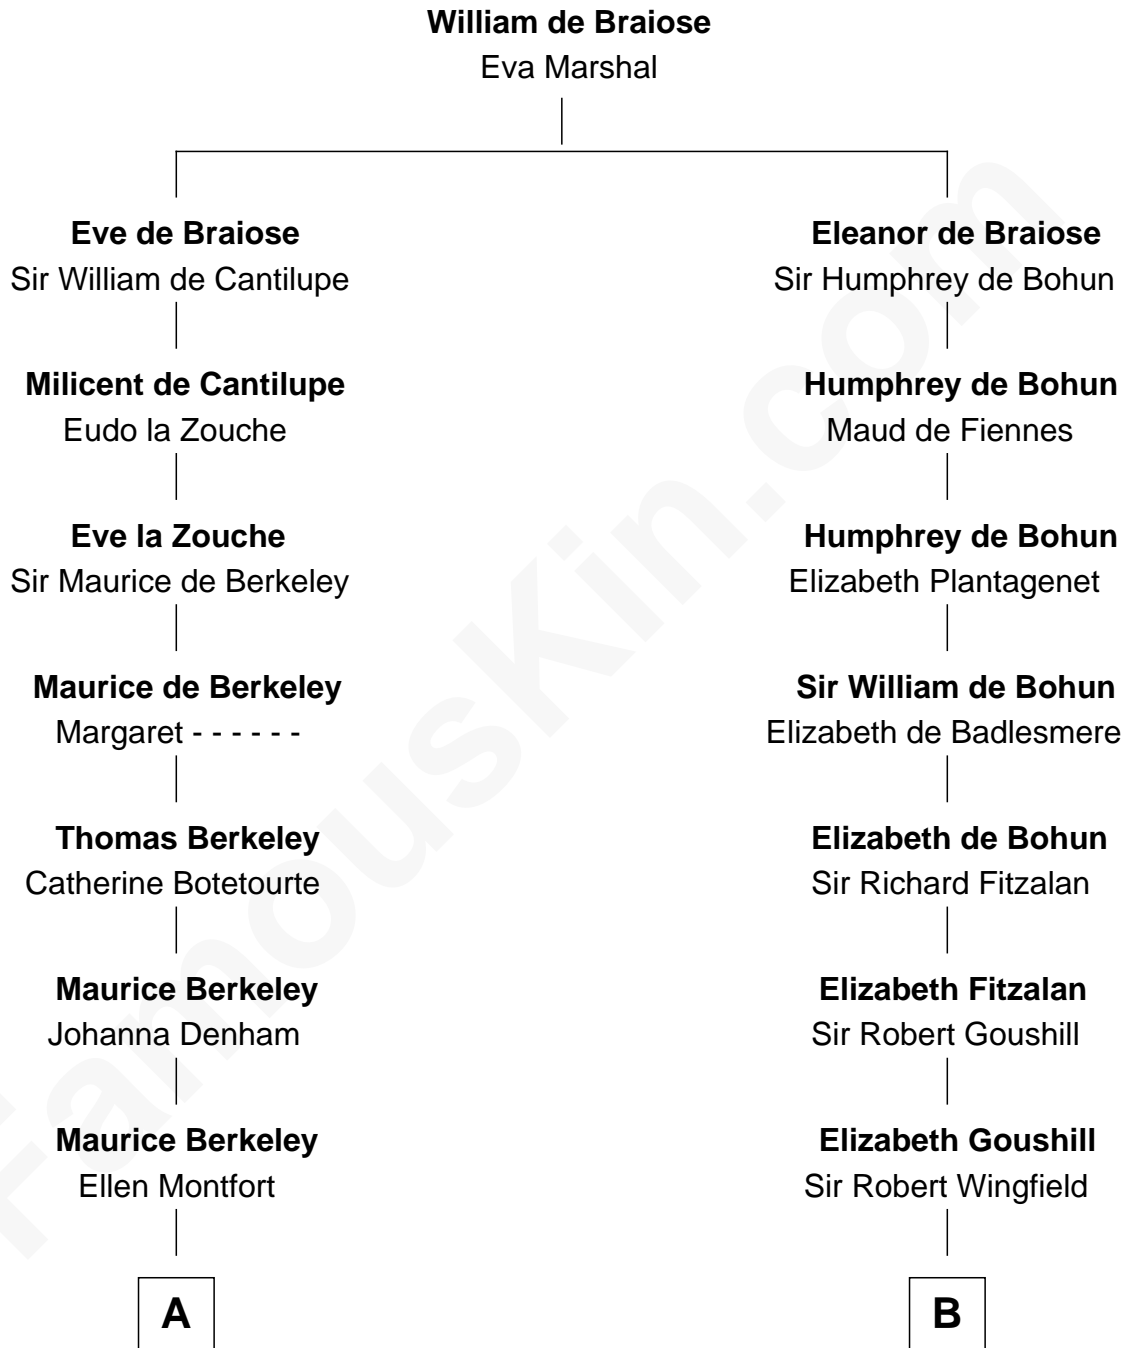 William de Braiose
Eva Marshal
Eve de Braiose
Sir William de Cantilupe
Eleanor de Braiose
Sir Humphrey de Bohun
Milicent de Cantilupe
Eudo la Zouche
Humphrey de Bohun
Maud de Fiennes
Eve la Zouche
Sir Maurice de Berkeley
Humphrey de Bohun
Elizabeth Plantagenet
Maurice de Berkeley
Margaret - - - - - -
Sir William de Bohun
Elizabeth de Badlesmere
Thomas Berkeley
Catherine Botetourte
Elizabeth de Bohun
Sir Richard Fitzalan
Maurice Berkeley
Johanna Denham
Elizabeth Fitzalan
Sir Robert Goushill
Maurice Berkeley
Ellen Montfort
Elizabeth Goushill
Sir Robert Wingfield
A
B
FamousKin.com